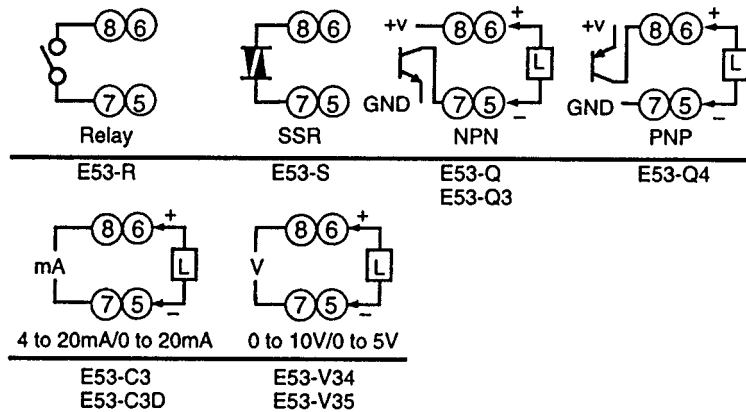 8 6
7 5
Relay
E53-R
8 6
7 5
SSR
E53-S
+v 8 6 +
L
GND 7 5 −
NPN
E53-Q
E53-Q3
+v 8 6 +
L
GND 7 5 −
PNP
E53-Q4
8 6 +
mA L
7 5 −
4 to 20mA/0 to 20mA
E53-C3
E53-C3D
8 6 +
V L
7 5 −
0 to 10V/0 to 5V
E53-V34
E53-V35